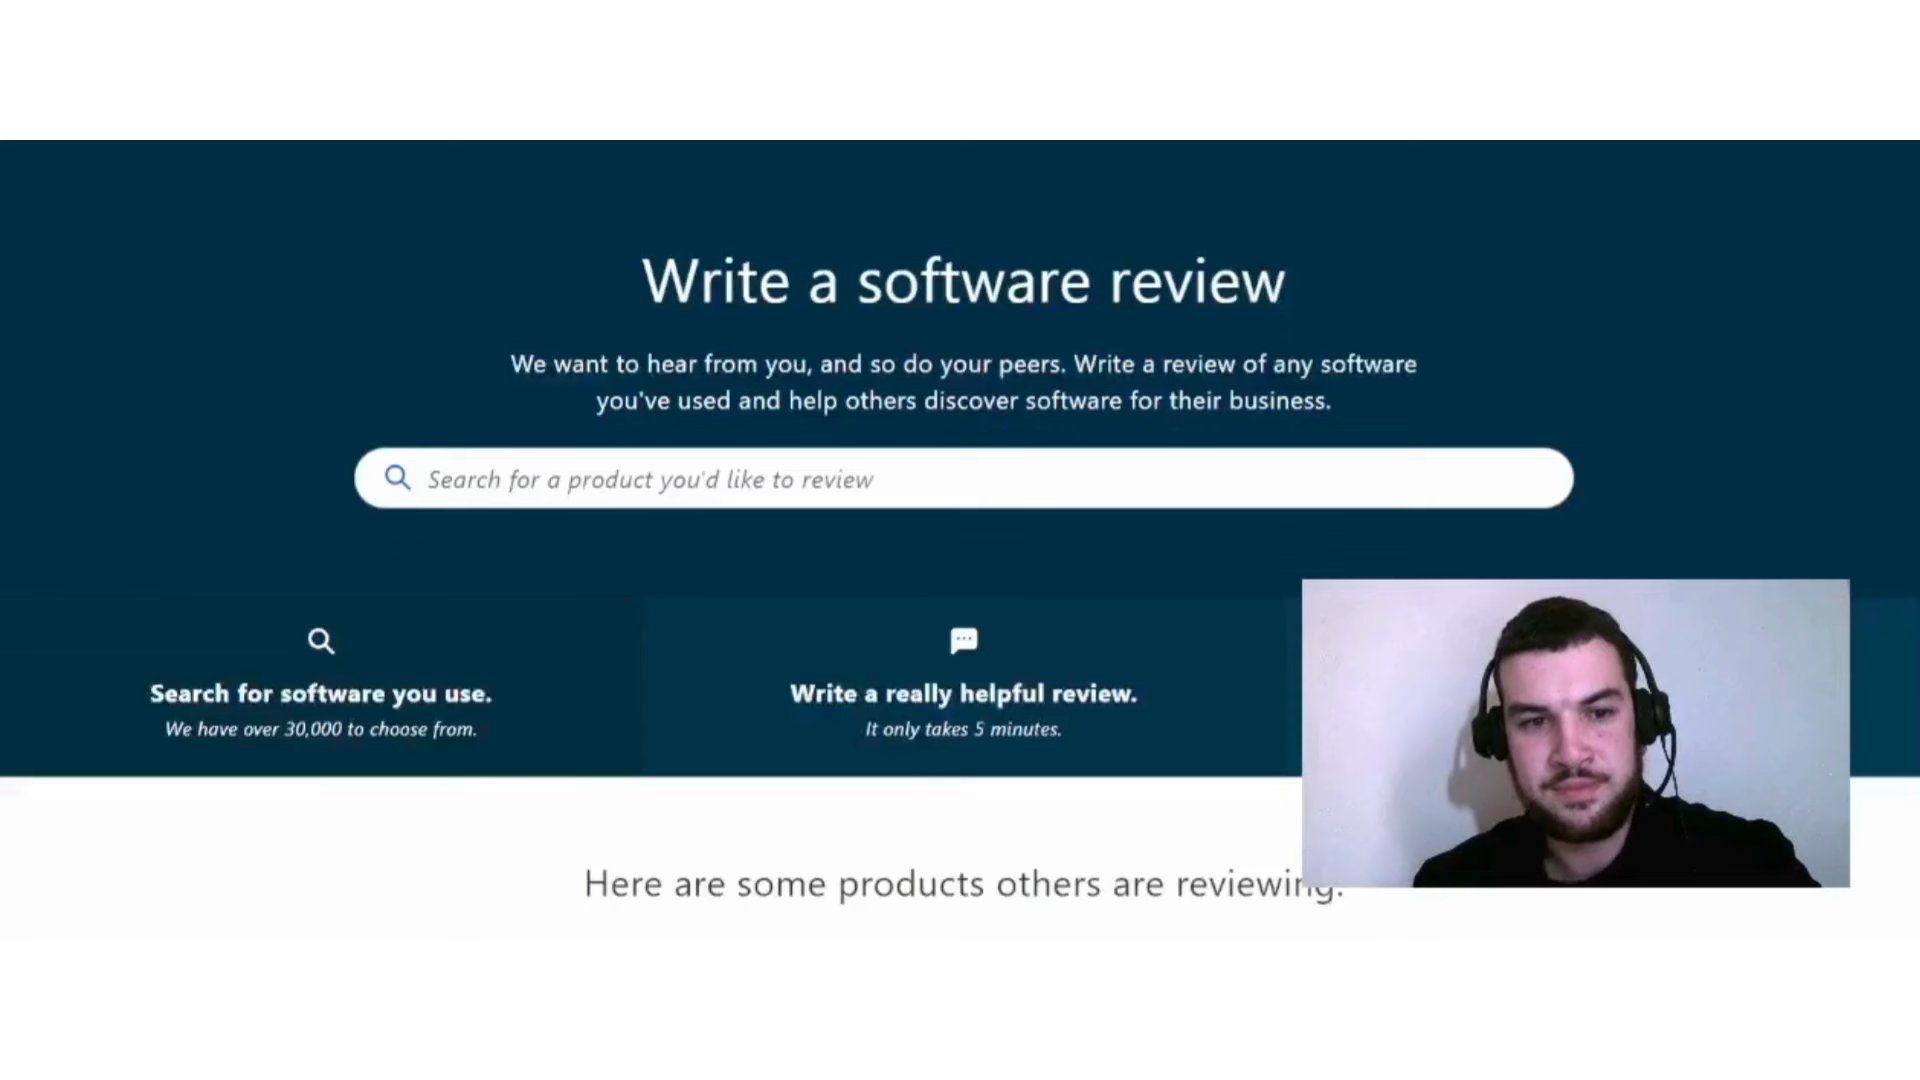 Write a software review
We want to hear from you, and so do your peers. Write a review of any software
you've used and help others discover software for their business.
Search for a product you'd like to review
Search for software you use.
We have over 30,000 to choose from.
Write a really helpful review.
It only takes 5 minutes.
Here are some products others are reviewing.